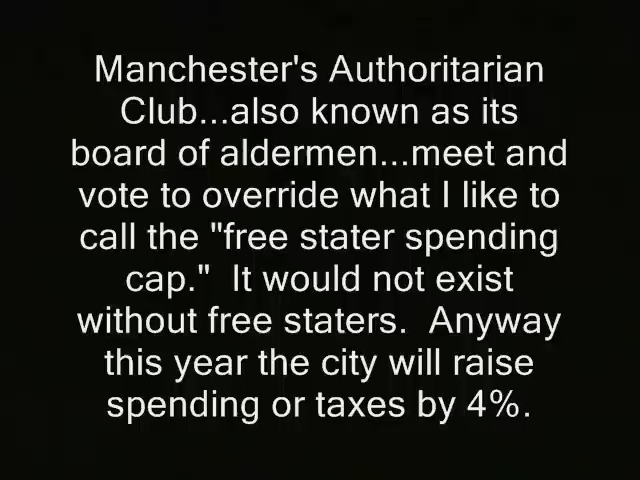 Manchester's Authoritarian
Club...also known as its
board of aldermen...meet and
vote to override what I like to
call the "free stater spending
cap."  It would not exist
without free staters.  Anyway
this year the city will raise
spending or taxes by 4%.